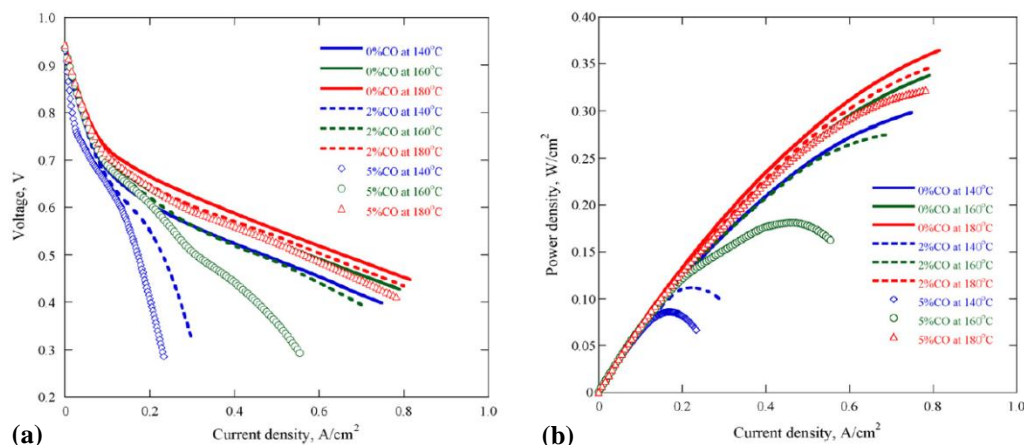 1.0
0.9
0.8
0.7
0.6
0.5
0.4
0.3
0.2
Voltage, V
0%CO at 140°C
0%CO at 160°C
0%CO at 180°C
2%CO at 140°C
2%CO at 160°C
2%CO at 180°C
5%CO at 140°C
5%CO at 160°C
5%CO at 180°C
0 0.2 0.4 0.6 0.8 1.0
Current density, A/cm²
(a)
0.40
0.35
0.30
0.25
0.20
0.15
0.10
0.05
0
Power density, W/cm²
0%CO at 140°C
0%CO at 160°C
0%CO at 180°C
2%CO at 140°C
2%CO at 160°C
2%CO at 180°C
5%CO at 140°C
5%CO at 160°C
5%CO at 180°C
0 0.2 0.4 0.6 0.8 1.0
Current density, A/cm²
(b)